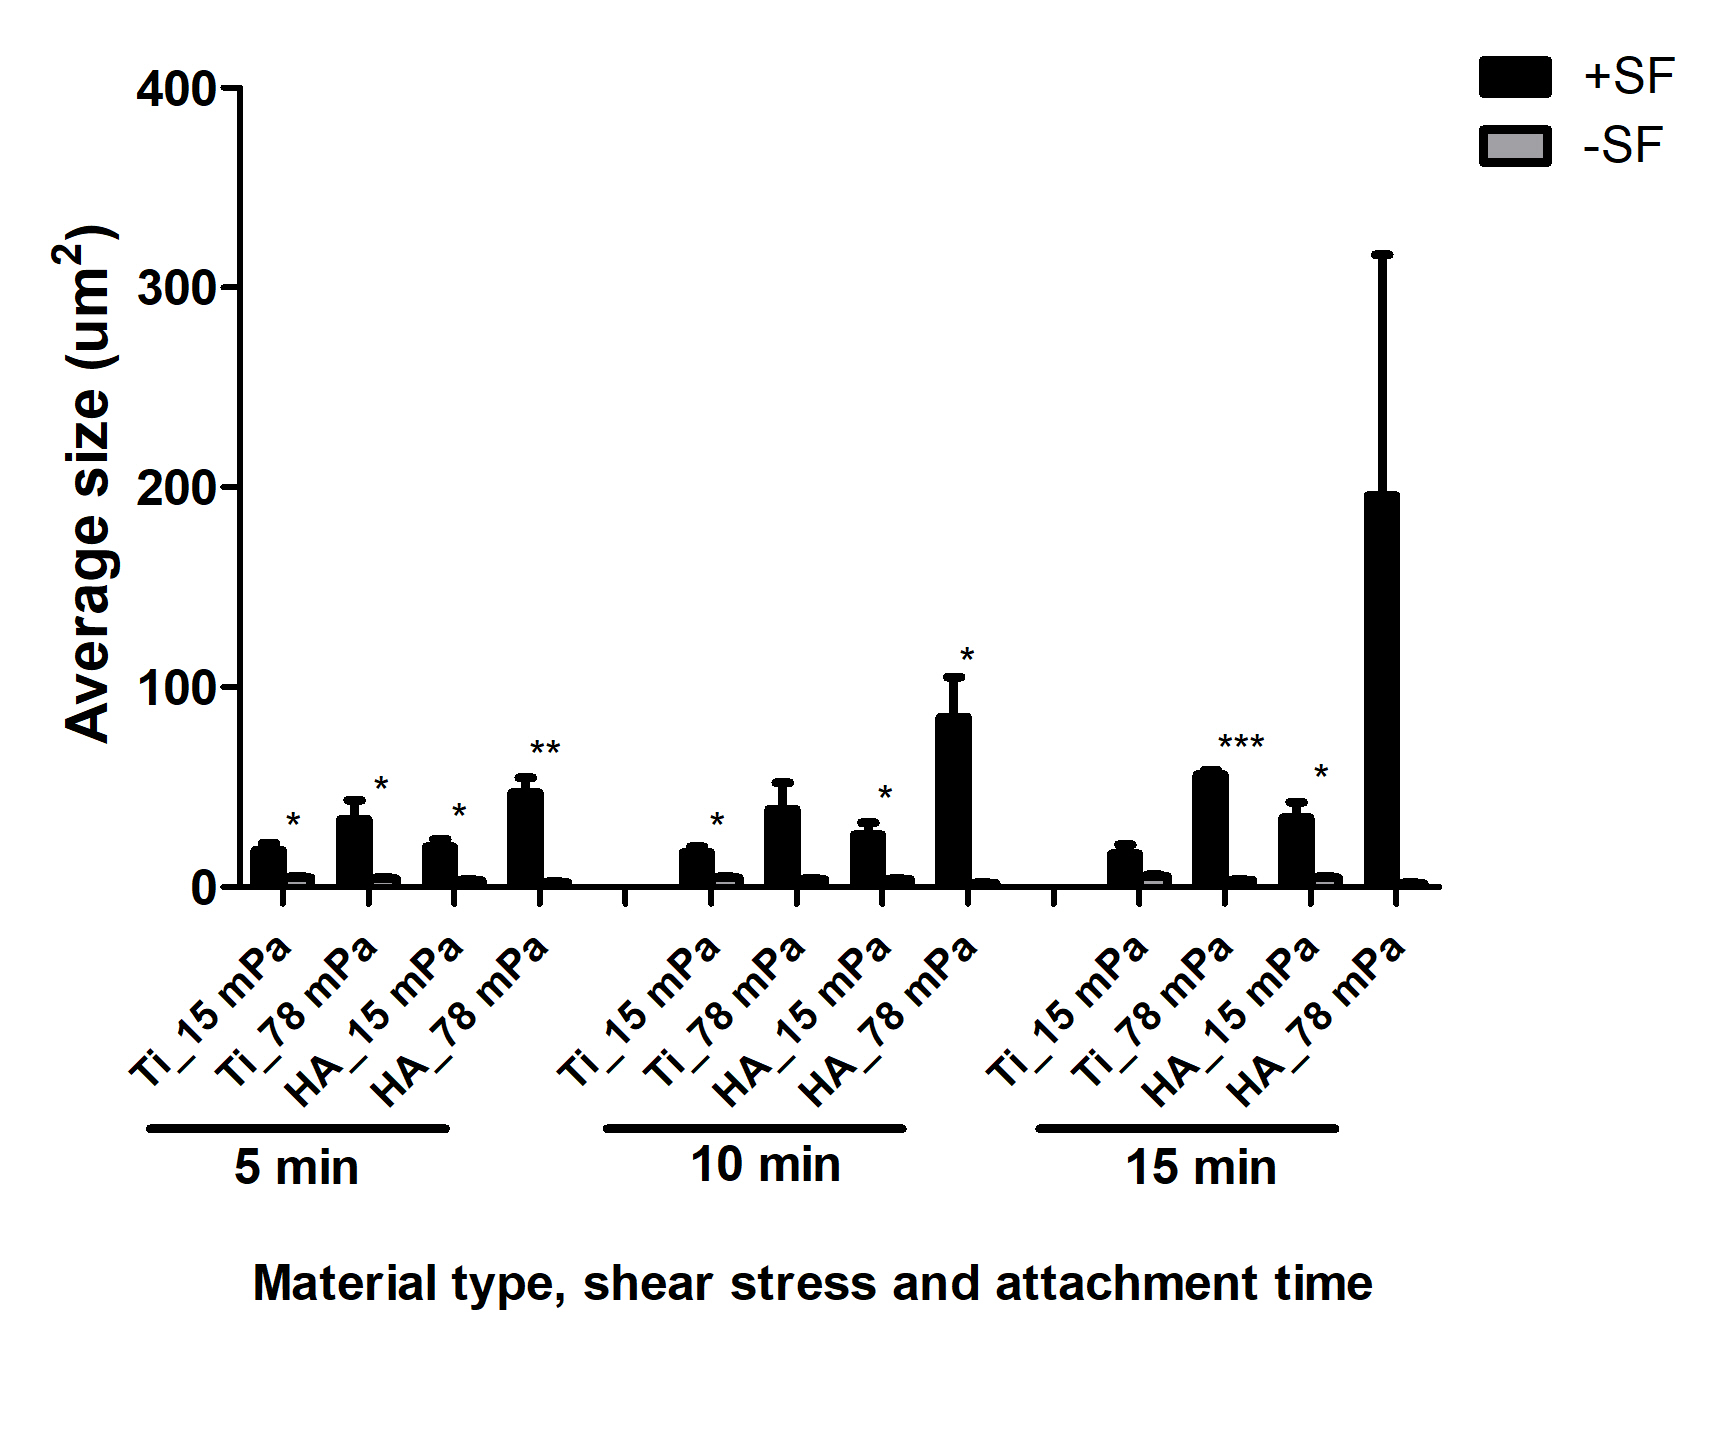 +SF
-SF
Average size (um²)
400
300
200
100
0
*
*
*
**
*
*
*
***
*
Ti_15 mPa
Ti_78 mPa
HA_15 mPa
HA_78 mPa
Ti_15 mPa
Ti_78 mPa
HA_15 mPa
HA_78 mPa
Ti_15 mPa
Ti_78 mPa
HA_15 mPa
HA_78 mPa
5 min
10 min
15 min
Material type, shear stress and attachment time